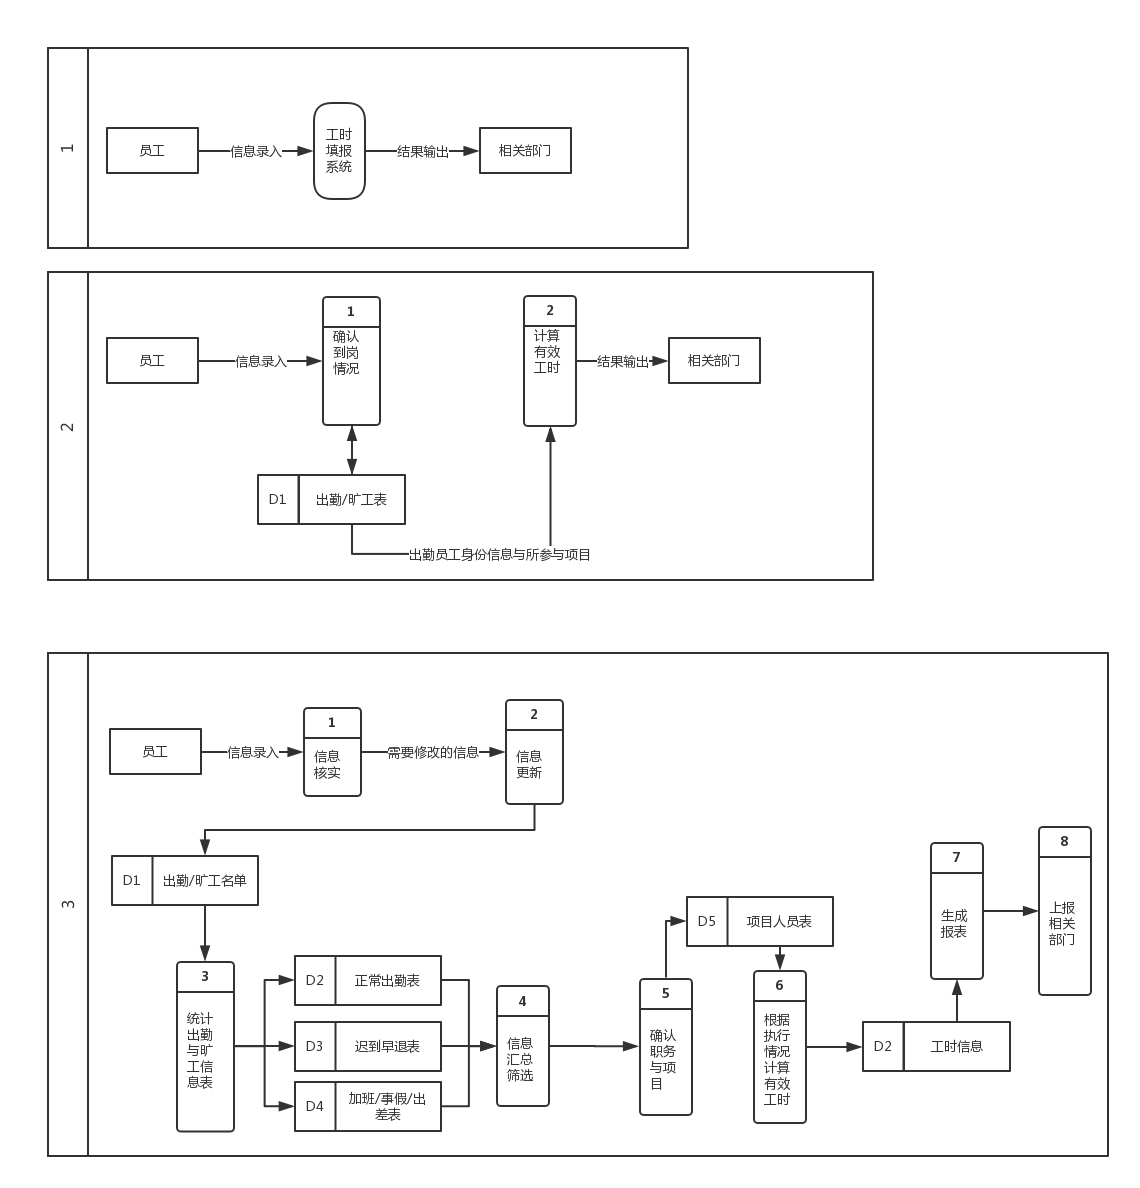 1
员工
信息录入
工时
填报
系统
结果输出
相关部门
2
员工
信息录入
1
确认
到岗
情况
2
计算
有效
工时
结果输出
相关部门
D1
出勤/旷工表
出勤员工身份信息与所参与项目
3
员工
信息录入
1
信息
核实
需要修改的信息
2
信息
更新
D1
出勤/旷工名单
3
统计
出勤
与旷
工信
息表
D2
正常出勤表
D3
迟到早退表
D4
加班/事假/出
差表
4
信息
汇总
筛选
5
确认
职务
与项
目
D5
项目人员表
6
根据
执行
情况
计算
有效
工时
D2
工时信息
7
生成
报表
8
上报
相关
部门